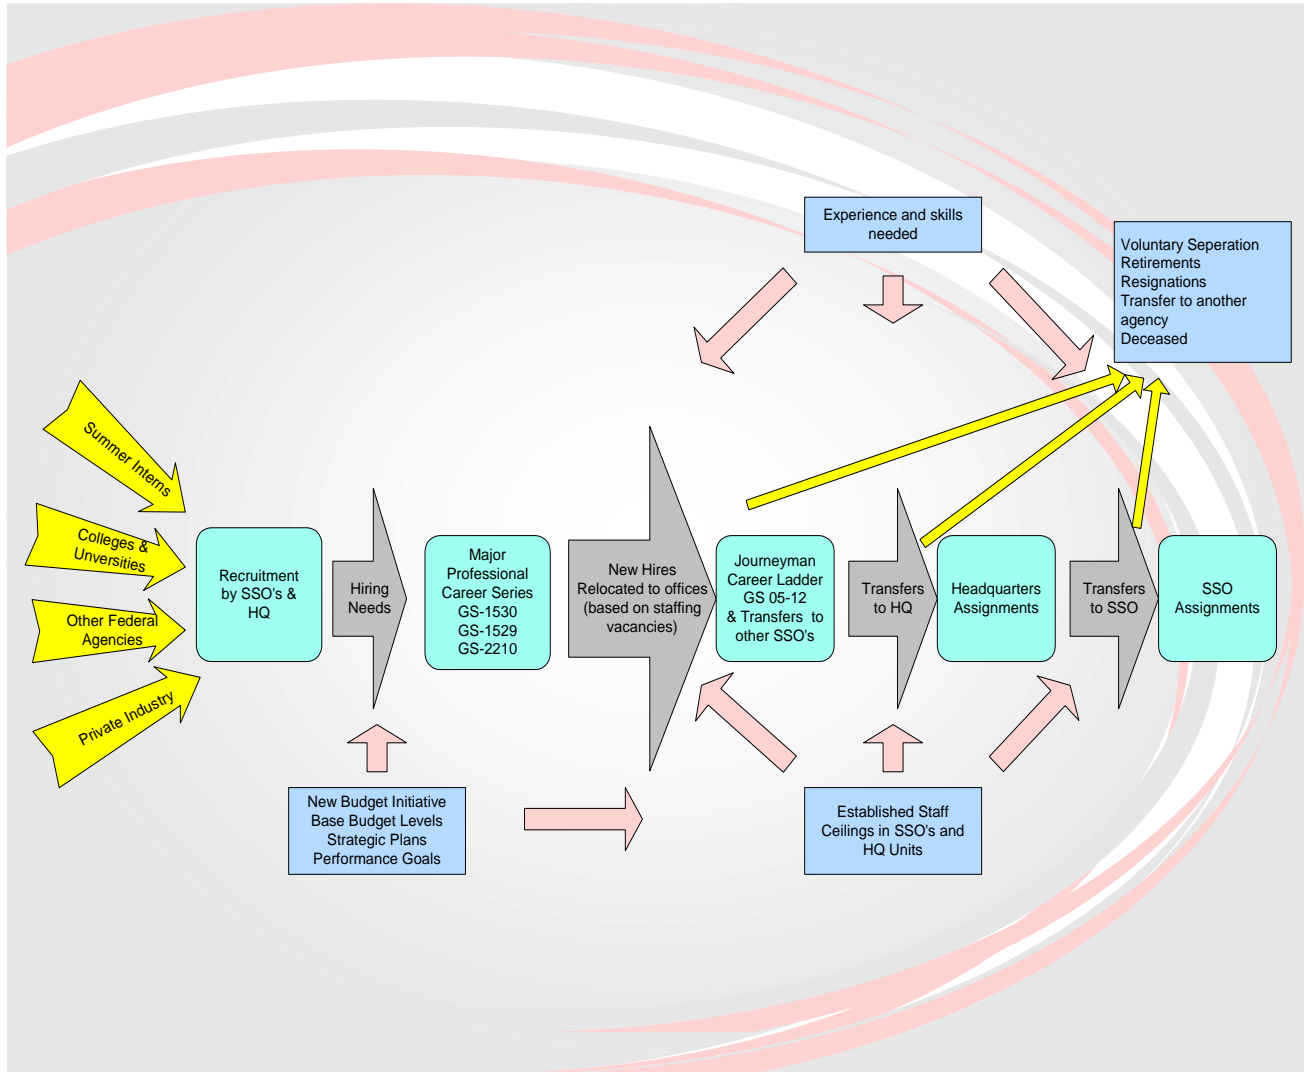 Experience and skills
needed
Voluntary Seperation
Retirements
Resignations
Transfer to another
agency
Deceased
Summer Interns
Colleges &
Unversities
Other Federal
Agencies
Private Industry
Recruitment
by SSO's &
HQ
Hiring
Needs
Major
Professional
Career Series
GS-1530
GS-1529
GS-2210
New Hires
Relocated to offices
(based on staffing
vacancies)
Journeyman
Career Ladder
GS 05-12
& Transfers to
other SSO's
Transfers
to HQ
Headquarters
Assignments
Transfers
to SSO
SSO
Assignments
New Budget Initiative
Base Budget Levels
Strategic Plans
Performance Goals
Established Staff
Ceilings in SSO's and
HQ Units